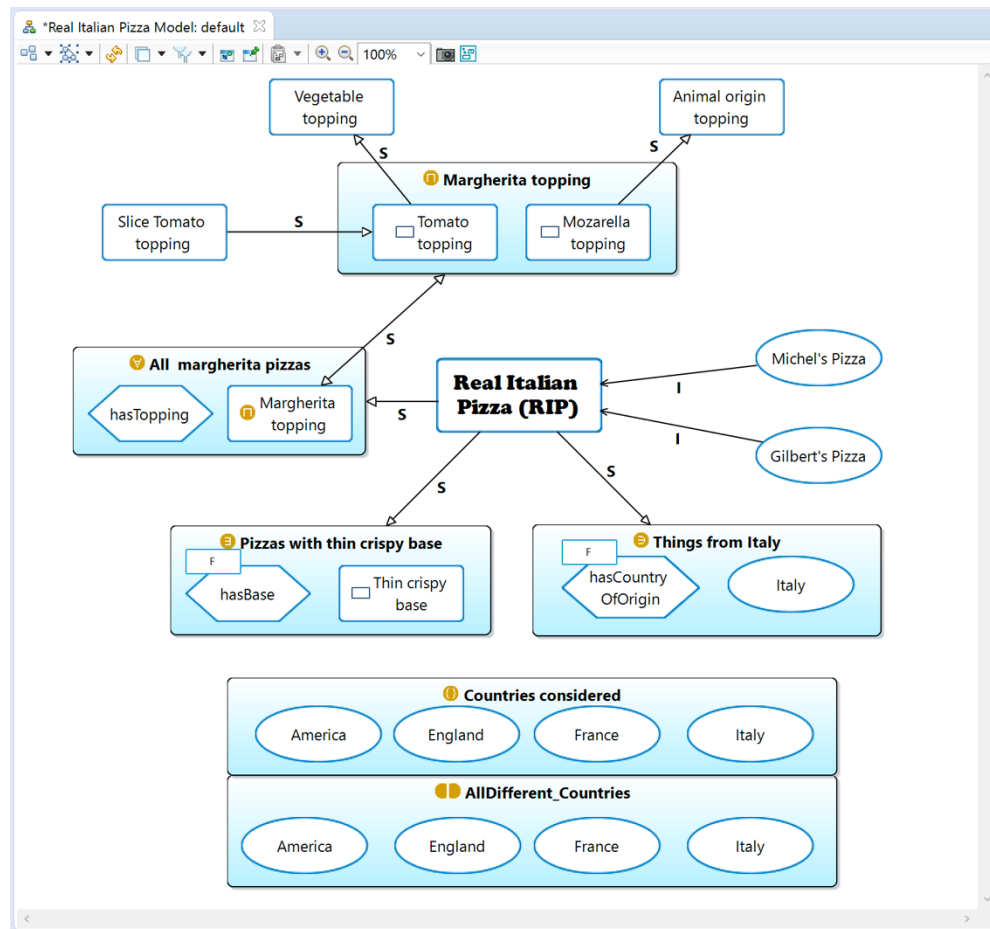 *Real Italian Pizza Model: default
100%
Vegetable
topping
Animal origin
topping
S
S
Margherita topping
Slice Tomato
topping
S
Tomato
topping
Mozarella
topping
S
All margherita pizzas
hasTopping
Margherita
topping
S
Real Italian
Pizza (RIP)
I
I
Michel's Pizza
Gilbert's Pizza
S
S
Pizzas with thin crispy base
F
hasBase
Thin crispy
base
Things from Italy
F
hasCountry
OfOrigin
Italy
Countries considered
America
England
France
Italy
AllDifferent_Countries
America
England
France
Italy